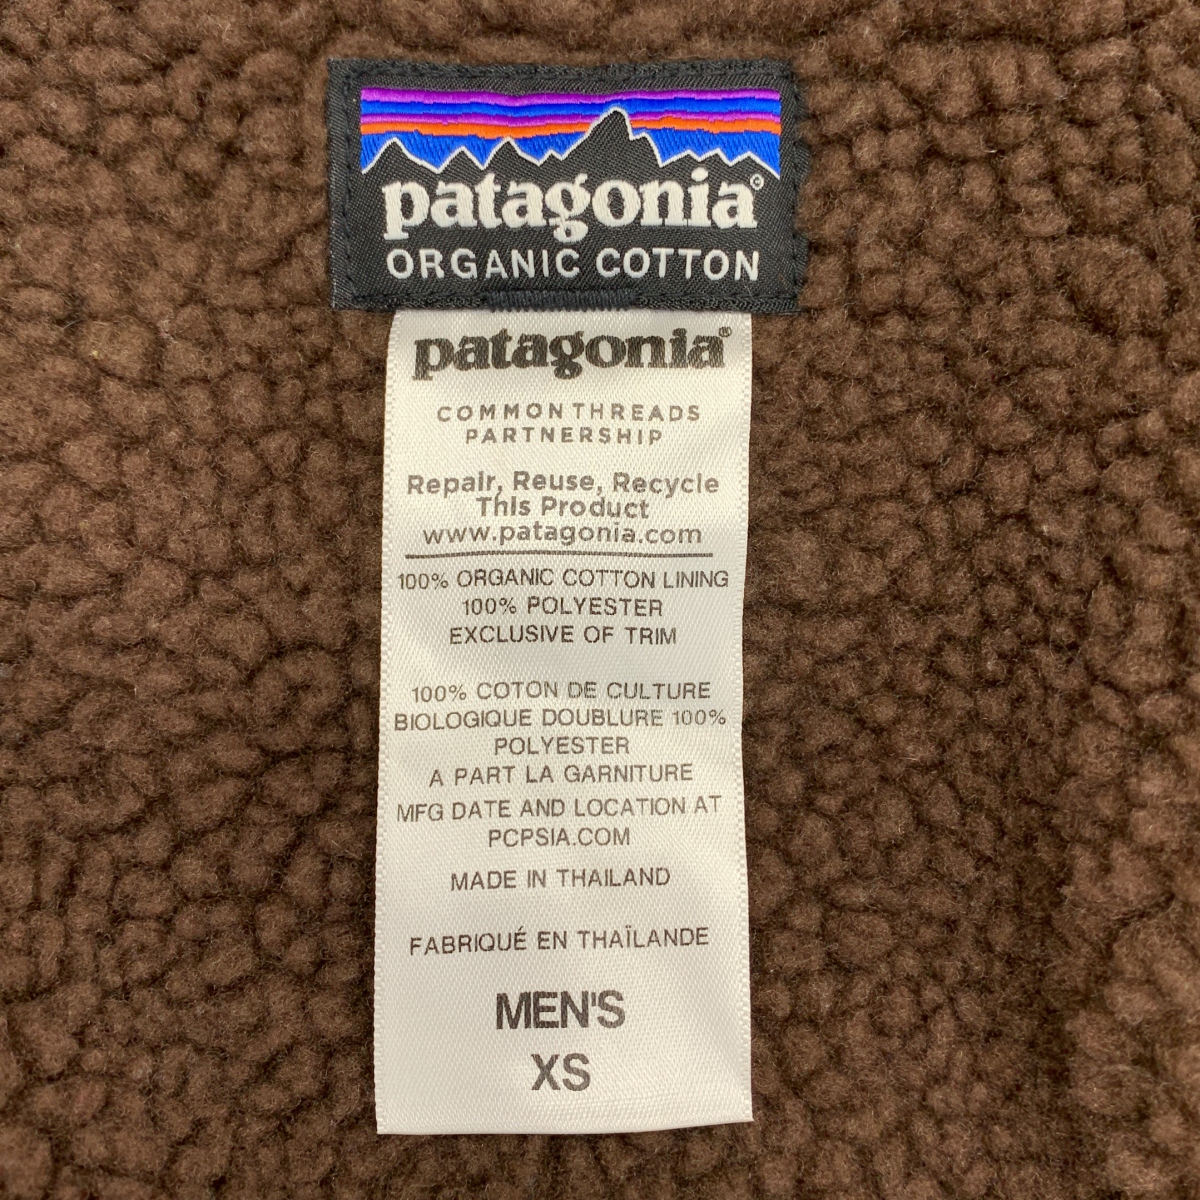 patagonia®
ORGANIC COTTON
patagonia®
COMMON THREADS
PARTNERSHIP
Repair, Reuse, Recycle
This Product
www.patagonia.com
100% ORGANIC COTTON LINING
100% POLYESTER
EXCLUSIVE OF TRIM
100% COTON DE CULTURE
BIOLOGIQUE DOUBLURE 100%
POLYESTER
A PART LA GARNITURE
MFG DATE AND LOCATION AT
PCPSIA.COM
MADE IN THAILAND
FABRIQUÉ EN THAÏLANDE
MEN'S
XS